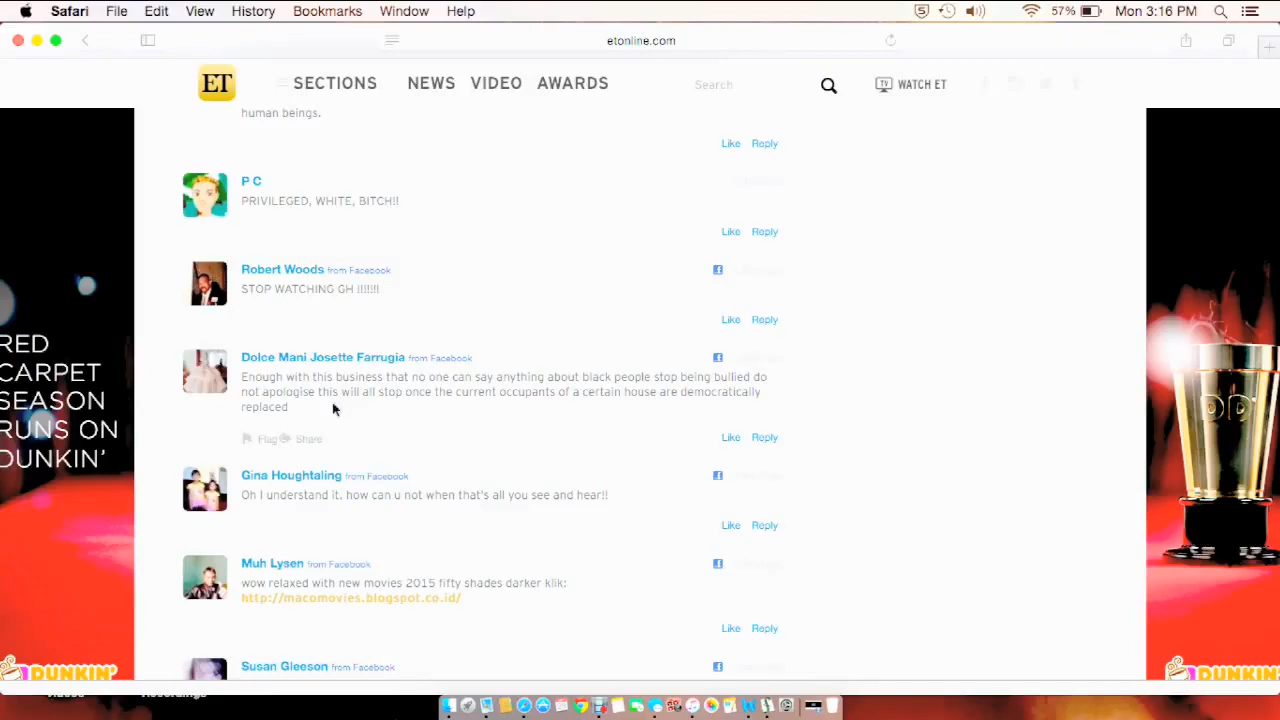 Safari File Edit View History Bookmarks Window Help
57% Mon 3:16 PM
etonline.com
ET SECTIONS NEWS VIDEO AWARDS Search TV WATCH ET
human beings.
Like Reply
P C
PRIVILEGED, WHITE, BITCH!!
Like Reply
Robert Woods from Facebook
STOP WATCHING GH !!!!!!!
Like Reply
Dolce Mani Josette Farrugia from Facebook
Enough with this business that no one can say anything about black people stop being bullied do
not apologise this will all stop once the current occupants of a certain house are democratically
replaced
Flag Share
Like Reply
Gina Houghtaling from Facebook
Oh I understand it, how can u not when that's all you see and hear!!
Like Reply
Muh Lysen from Facebook
wow relaxed with new movies 2015 fifty shades darker klik:
http://macomovies.blogspot.co.id/
Like Reply
Susan Gleeson from Facebook
RED
CARPET
SEASON
RUNS ON
DUNKIN'
DUNKIN'
DD
DUNKIN'